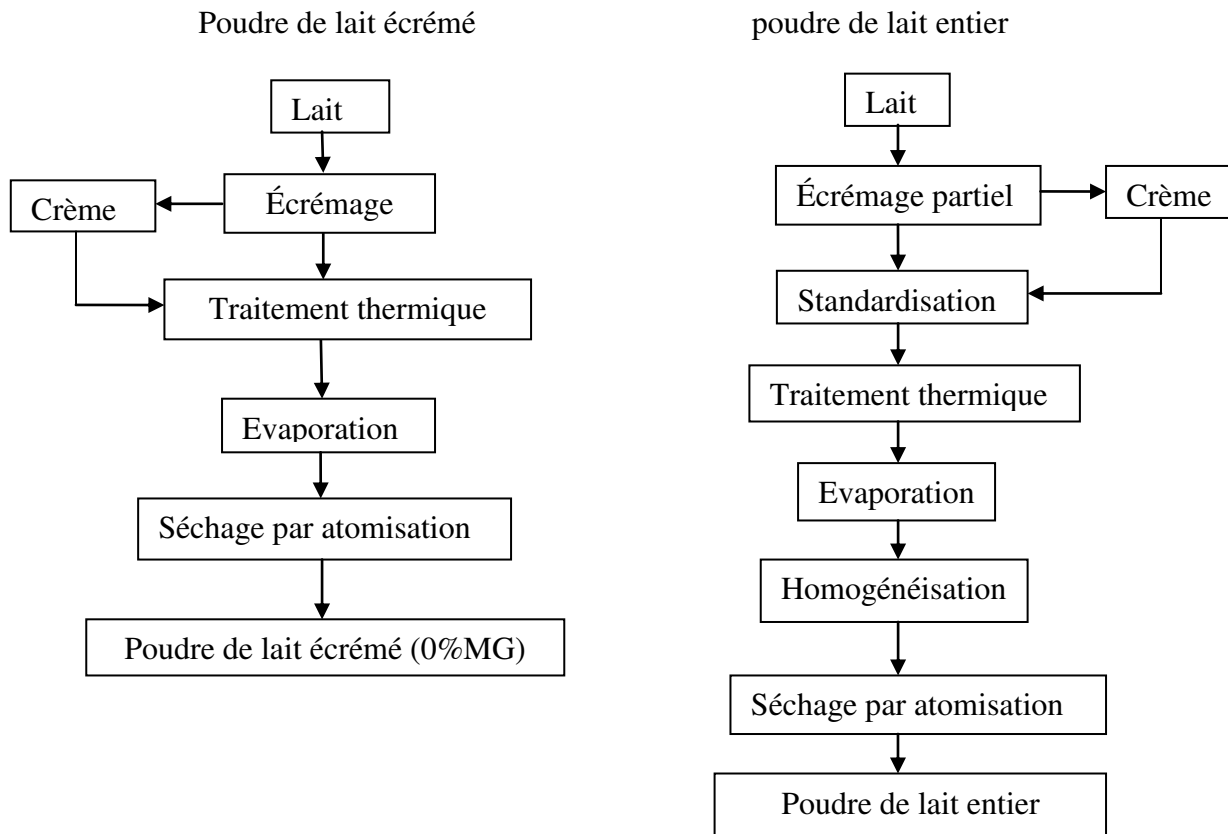 Poudre de lait écrémé
Lait
Crème
Écrémage
Traitement thermique
Evaporation
Séchage par atomisation
Poudre de lait écrémé (0%MG)
poudre de lait entier
Lait
Écrémage partiel
Crème
Standardisation
Traitement thermique
Evaporation
Homogénéisation
Séchage par atomisation
Poudre de lait entier